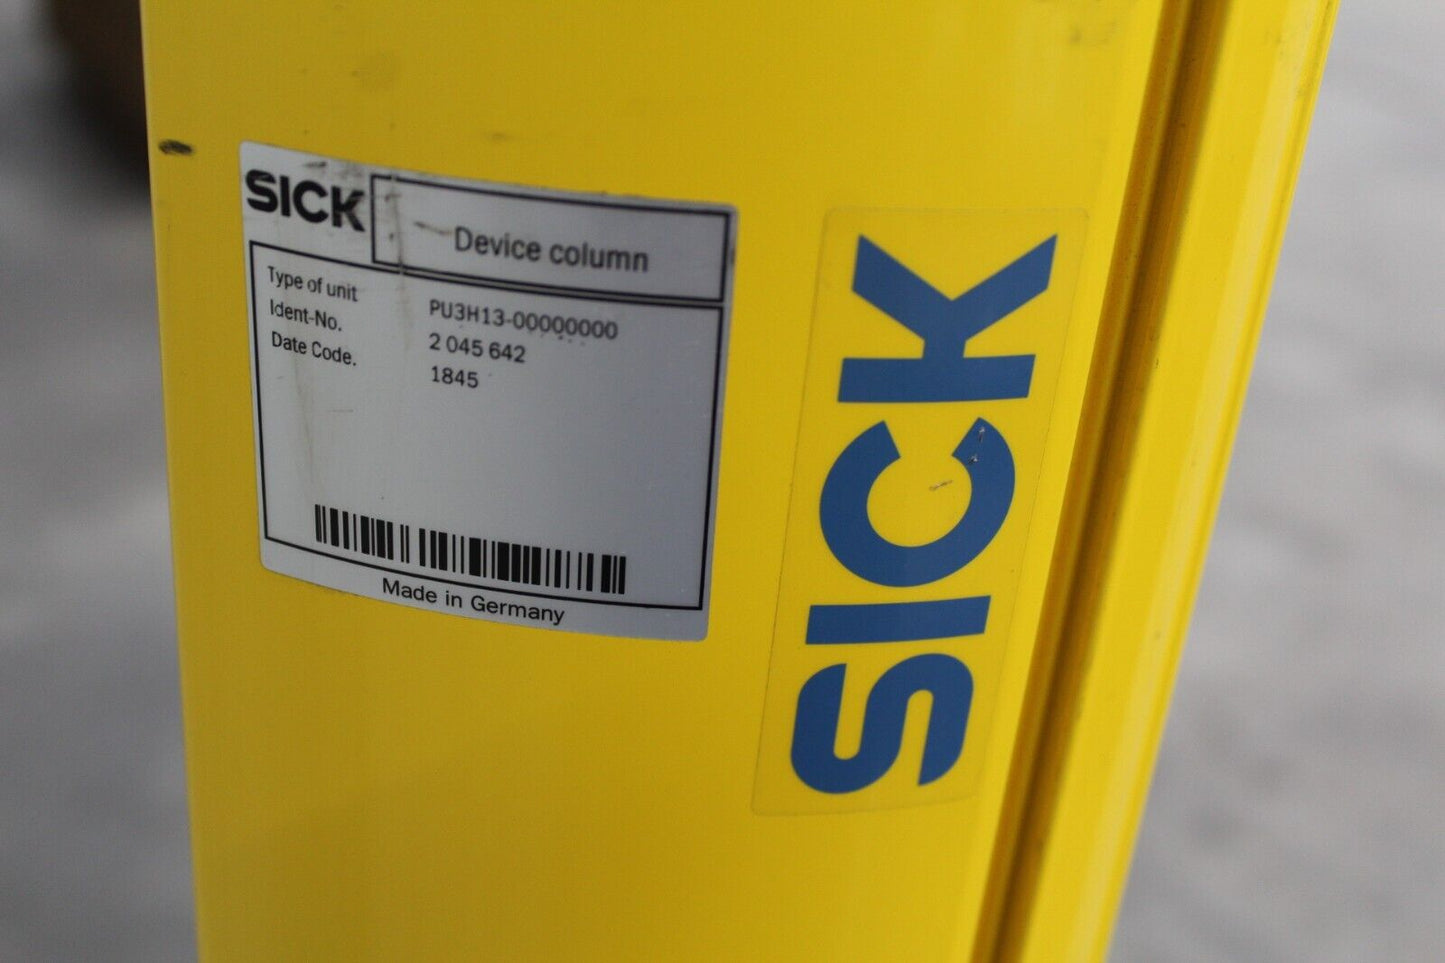 SICK
Device column
Type of unit PU3H13-00000000
Ident-No. 2 045 642
Date Code. 1845
Made in Germany
SICK